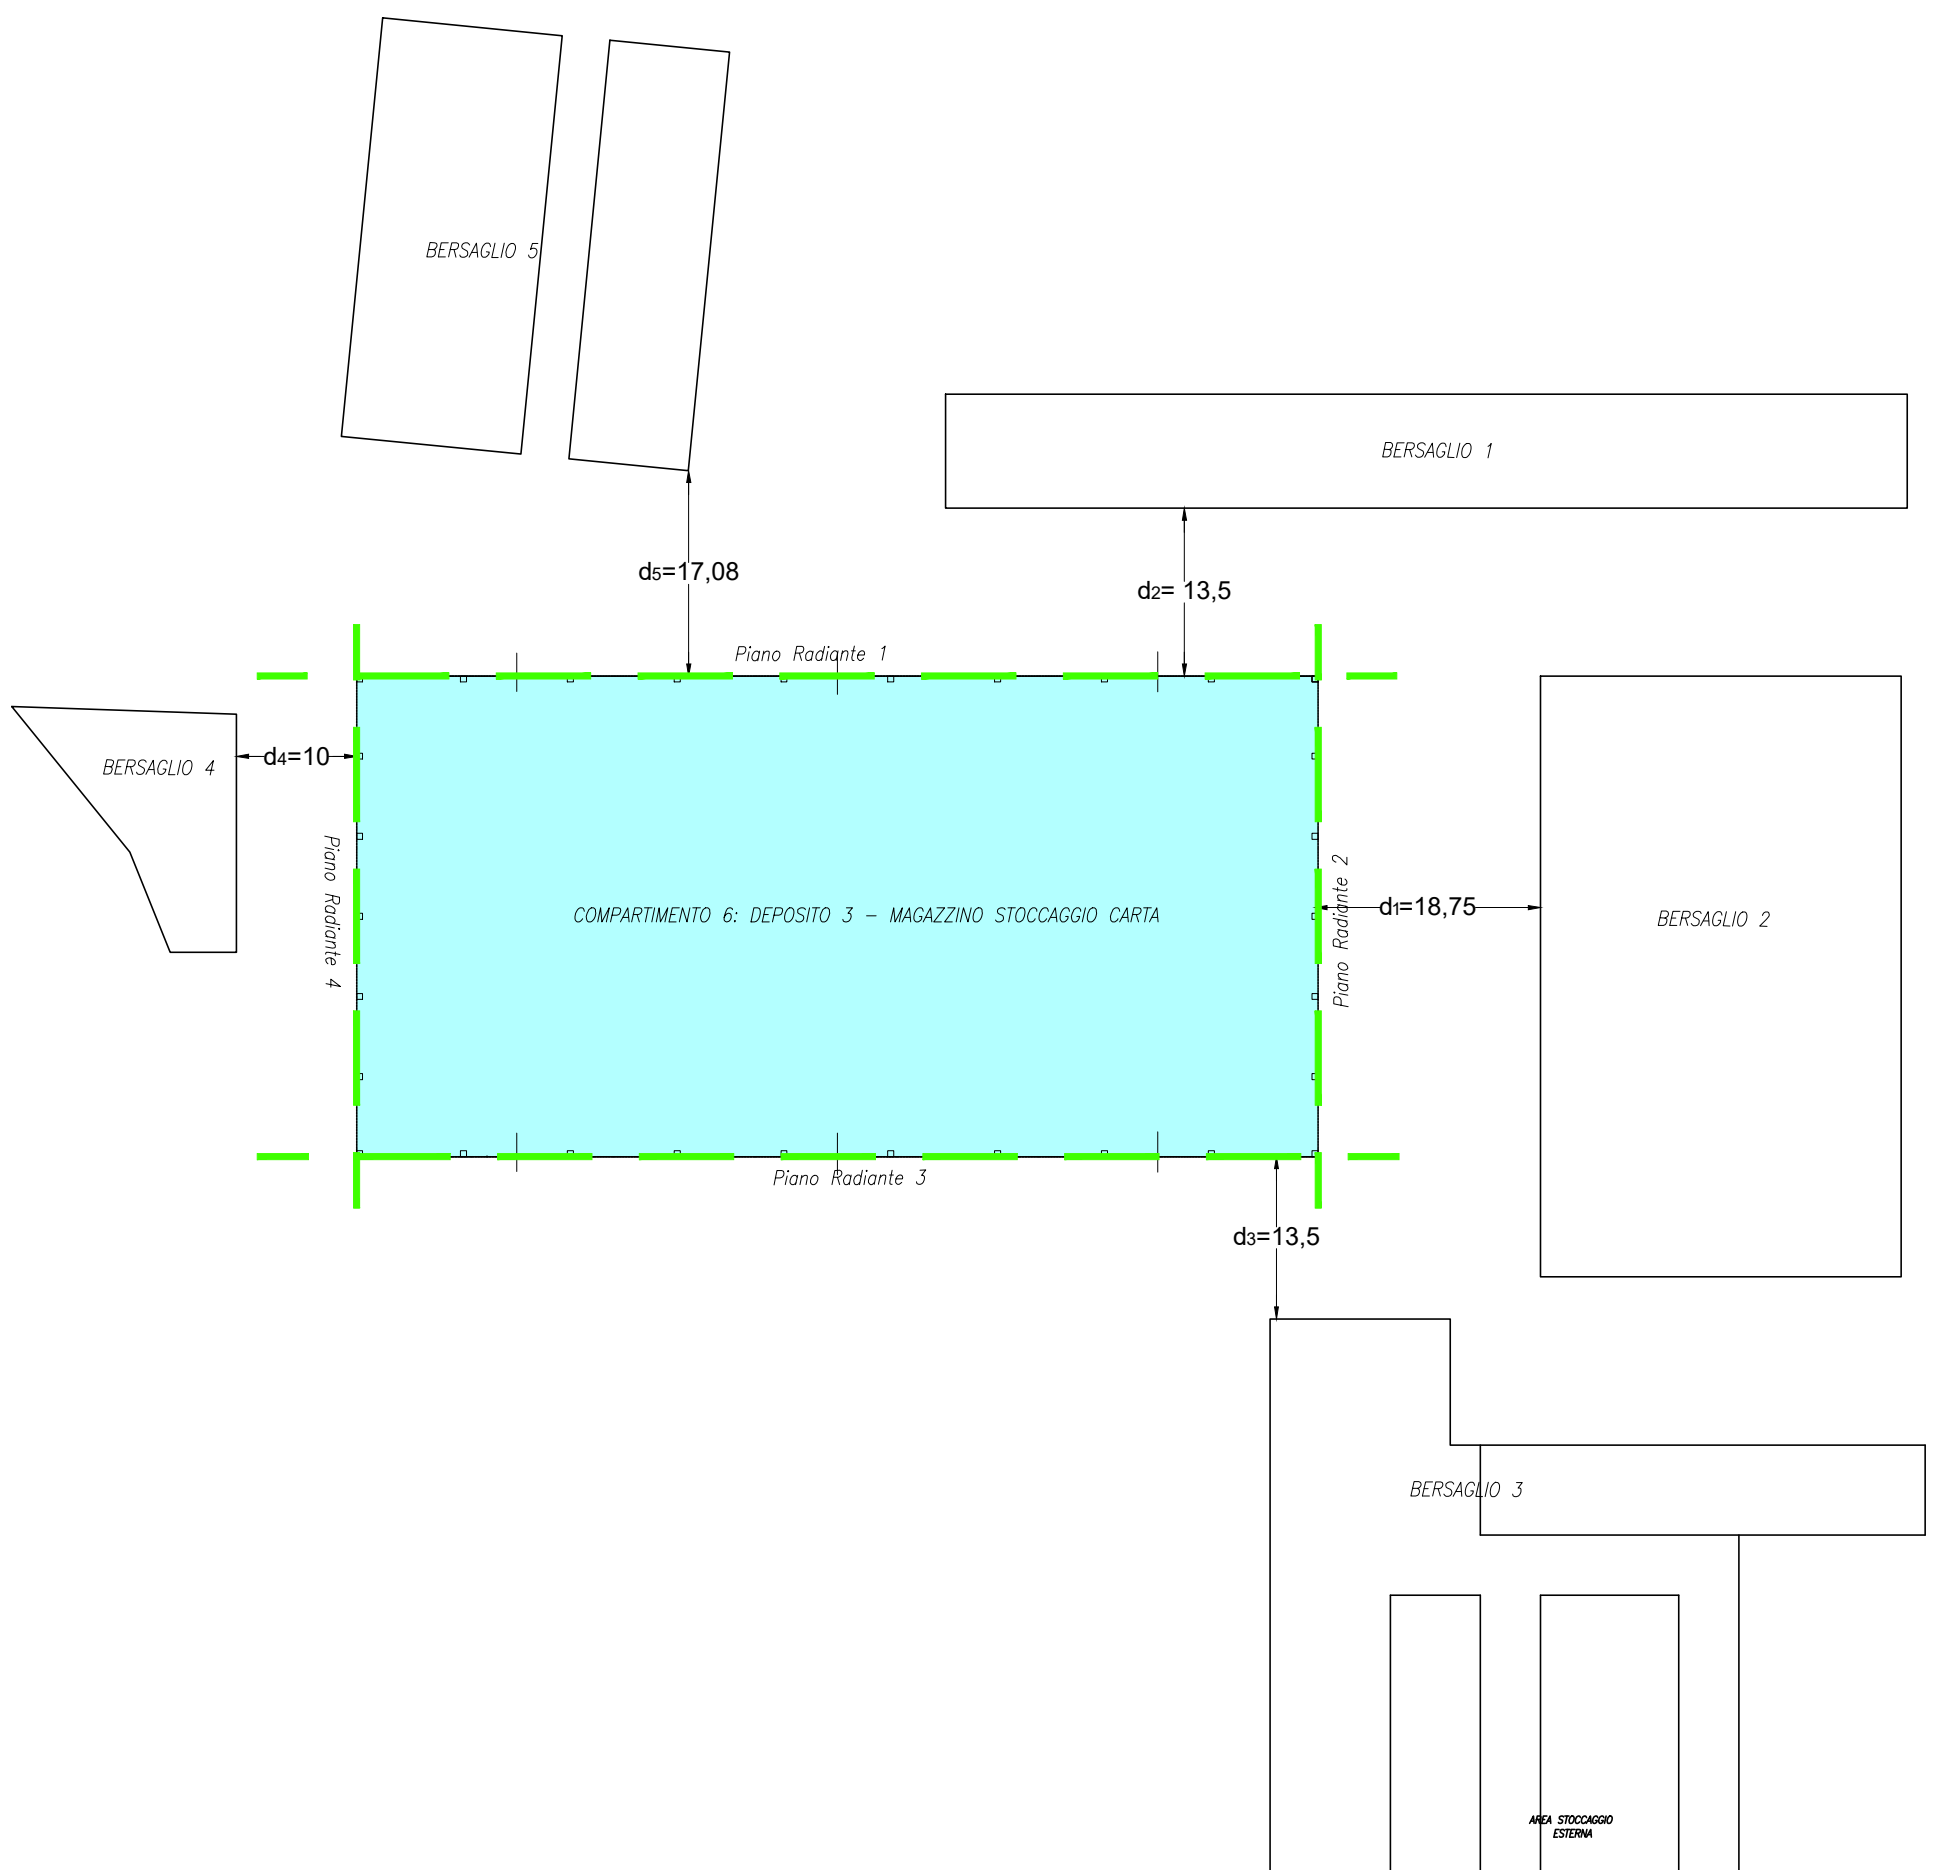 BERSAGLIO 5
BERSAGLIO 1
d5=17,08
d2= 13,5
Piano Radiante 1
d4=10
BERSAGLIO 4
Piano Radiante 4
COMPARTIMENTO 6: DEPOSITO 3 – MAGAZZINO STOCCAGGIO CARTA
Piano Radiante 2
d1=18,75
BERSAGLIO 2
Piano Radiante 3
d3=13,5
BERSAGLIO 3
AREA STOCCAGGIO
ESTERNA